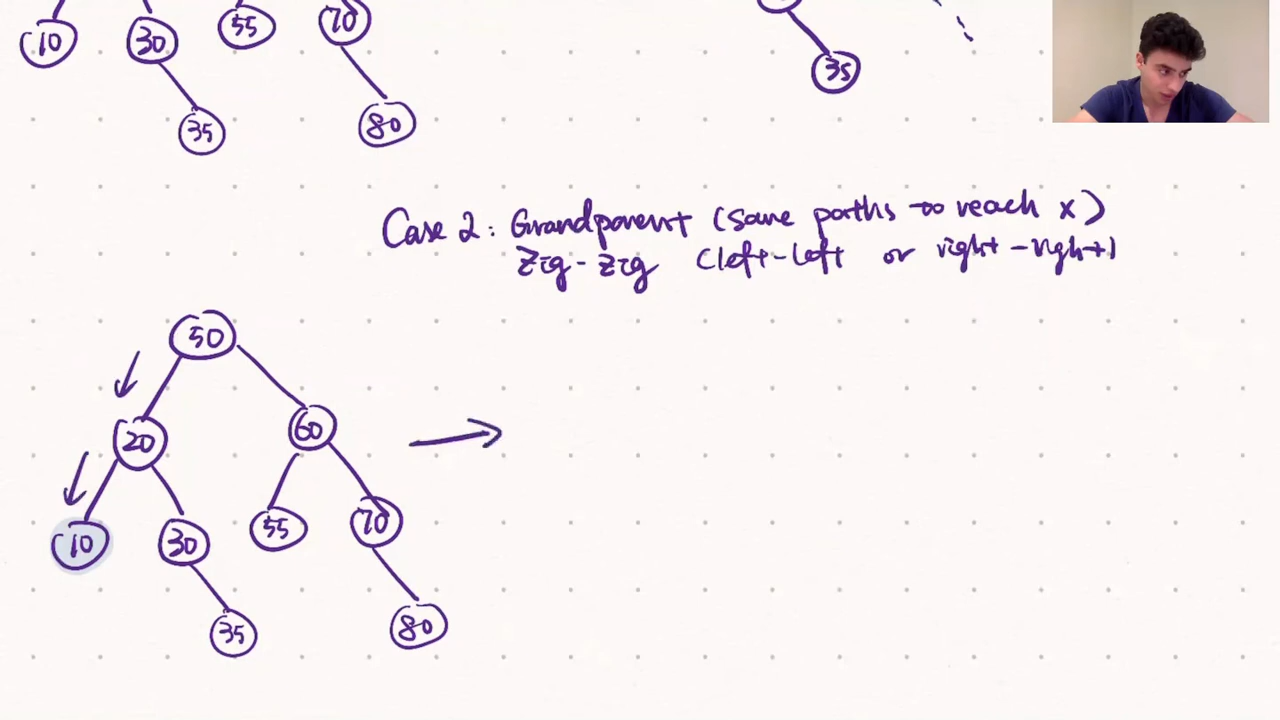 10 30 55 70
35
35 80
Case 2: Grandparent (same paths to reach x)
zig-zig (left-left or right-right)
50
20 60
10 30 55 70
35 80